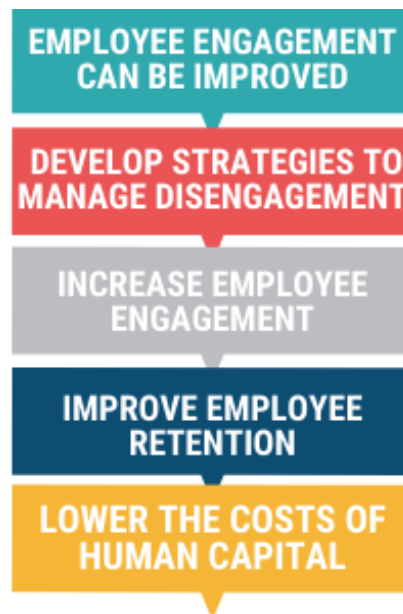 EMPLOYEE ENGAGEMENT
CAN BE IMPROVED
DEVELOP STRATEGIES TO
MANAGE DISENGAGEMENT
INCREASE EMPLOYEE
ENGAGEMENT
IMPROVE EMPLOYEE
RETENTION
LOWER THE COSTS OF
HUMAN CAPITAL